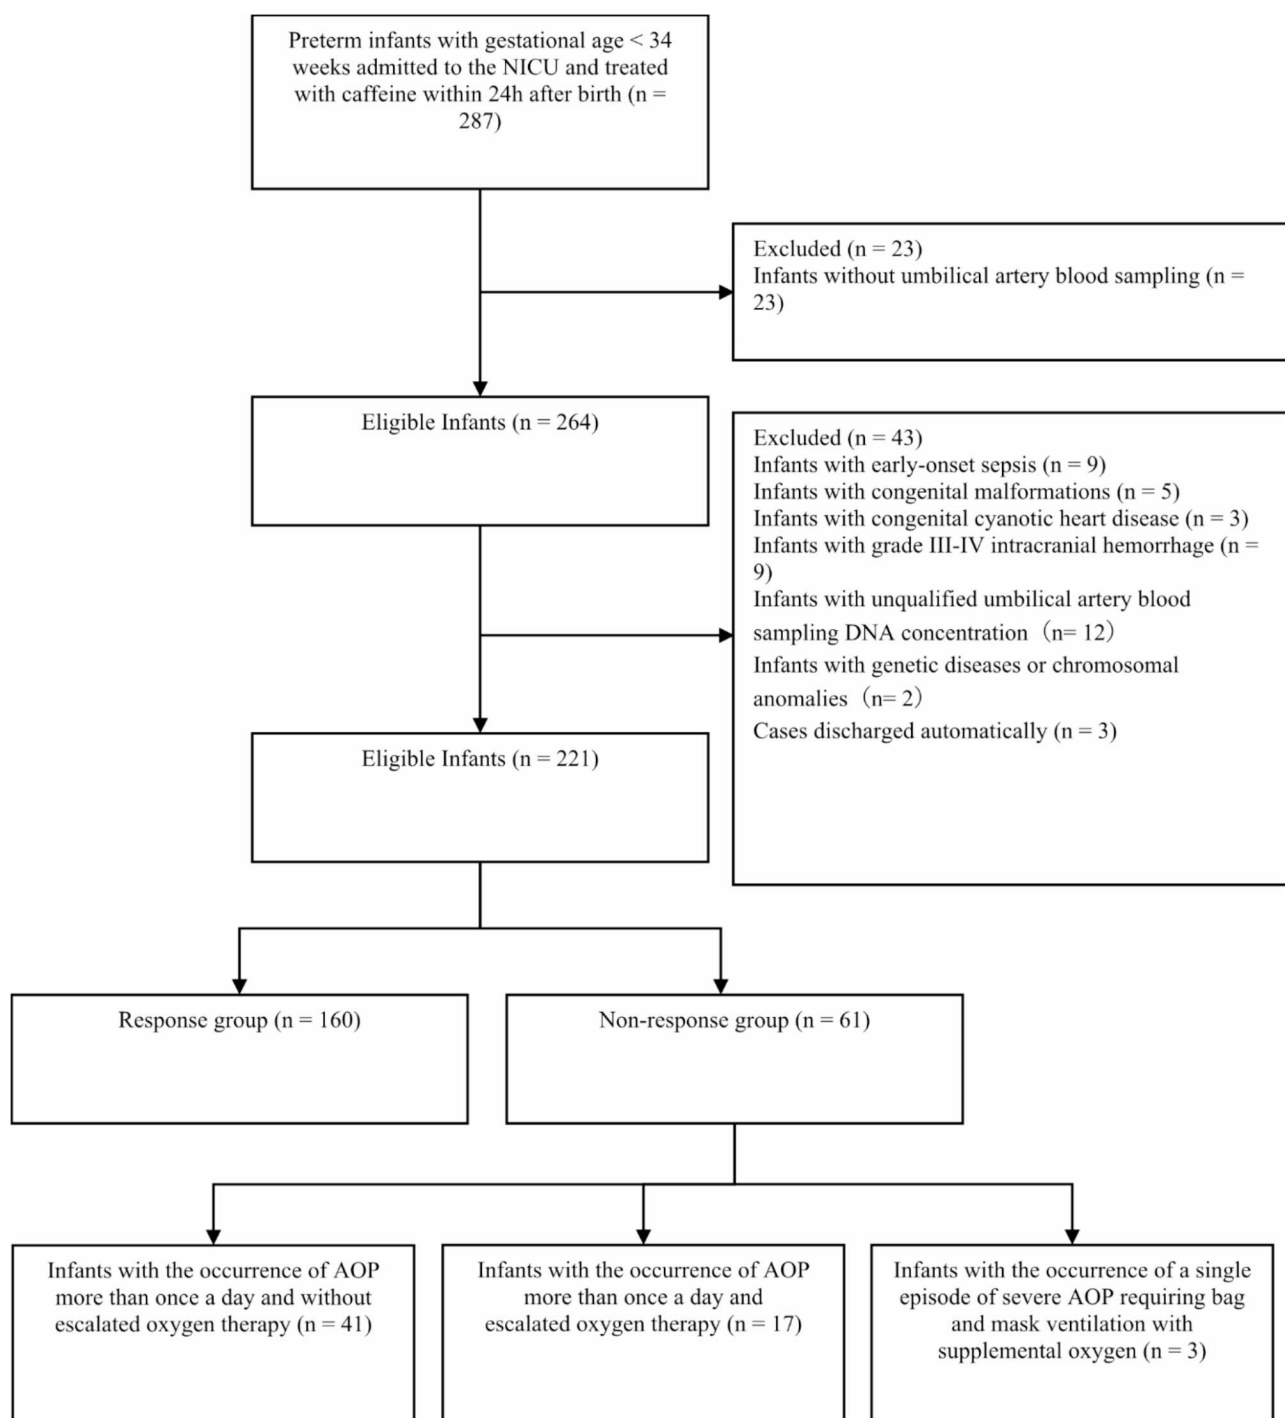 Preterm infants with gestational age < 34
weeks admitted to the NICU and treated
with caffeine within 24h after birth (n =
287)
Excluded (n = 23)
Infants without umbilical artery blood sampling (n =
23)
Eligible Infants (n = 264)
Excluded (n = 43)
Infants with early-onset sepsis (n = 9)
Infants with congenital malformations (n = 5)
Infants with congenital cyanotic heart disease (n = 3)
Infants with grade III-IV intracranial hemorrhage (n =
9)
Infants with unqualified umbilical artery blood
sampling DNA concentration（n= 12）
Infants with genetic diseases or chromosomal
anomalies（n= 2）
Cases discharged automatically (n = 3)
Eligible Infants (n = 221)
Response group (n = 160)
Non-response group (n = 61)
Infants with the occurrence of AOP
more than once a day and without
escalated oxygen therapy (n = 41)
Infants with the occurrence of AOP
more than once a day and
escalated oxygen therapy (n = 17)
Infants with the occurrence of a single
episode of severe AOP requiring bag
and mask ventilation with
supplemental oxygen (n = 3)